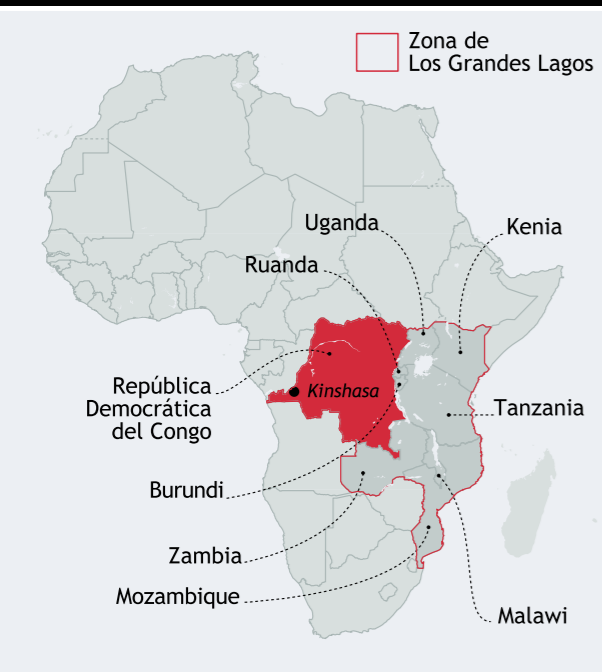 Zona de
Los Grandes Lagos
Uganda
Kenia
Ruanda
República
Democrática
del Congo
Kinshasa
Tanzania
Burundi
Zambia
Mozambique
Malawi